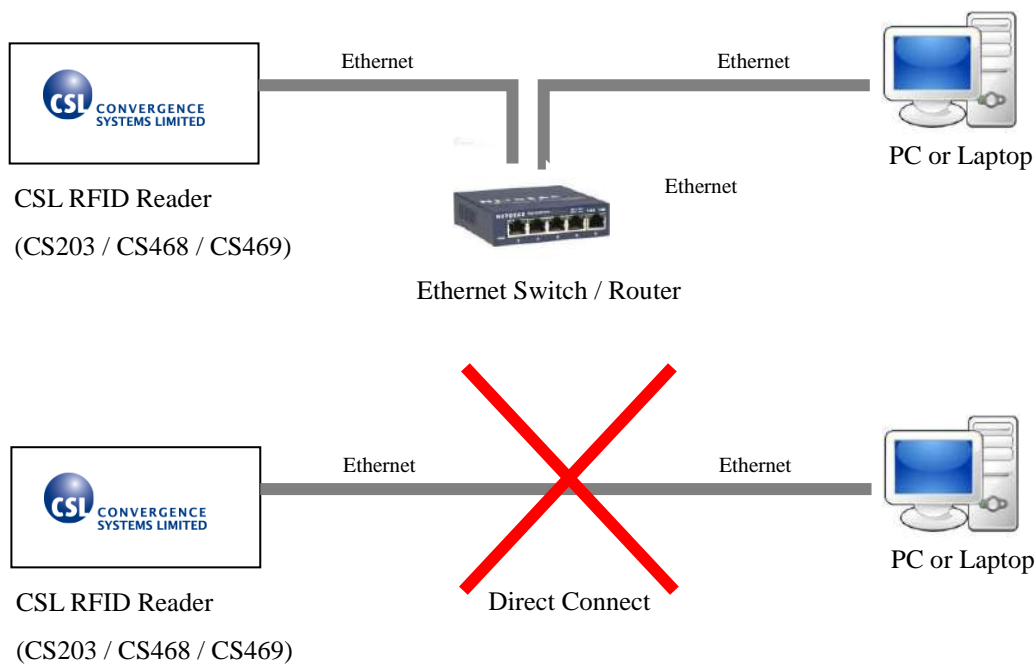 Ethernet
Ethernet
CSL CONVERGENCE
SYSTEMS LIMITED
PC or Laptop
Ethernet
CSL RFID Reader
NETGEAR
(CS203 / CS468 / CS469)
Ethernet Switch / Router
Ethernet
Ethernet
CSL CONVERGENCE
SYSTEMS LIMITED
PC or Laptop
CSL RFID Reader
Direct Connect
(CS203 / CS468 / CS469)